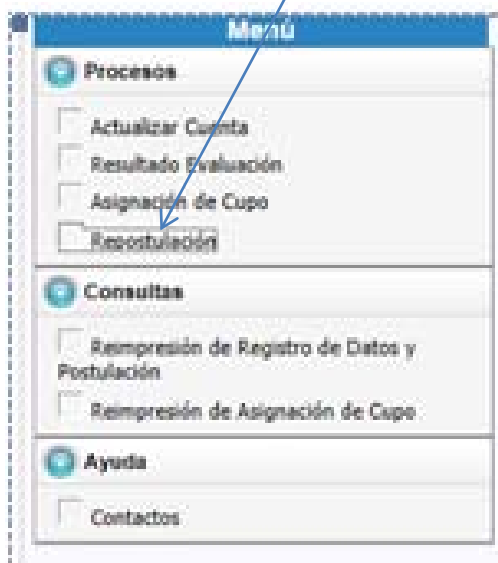 Menú
Procesos
Actualizar Cuenta
Resultado Evaluación
Asignación de Cupo
Repostulación
Consultas
Reimpresión de Registro de Datos y
Postulación
Reimpresión de Asignación de Cupo
Ayuda
Contactos